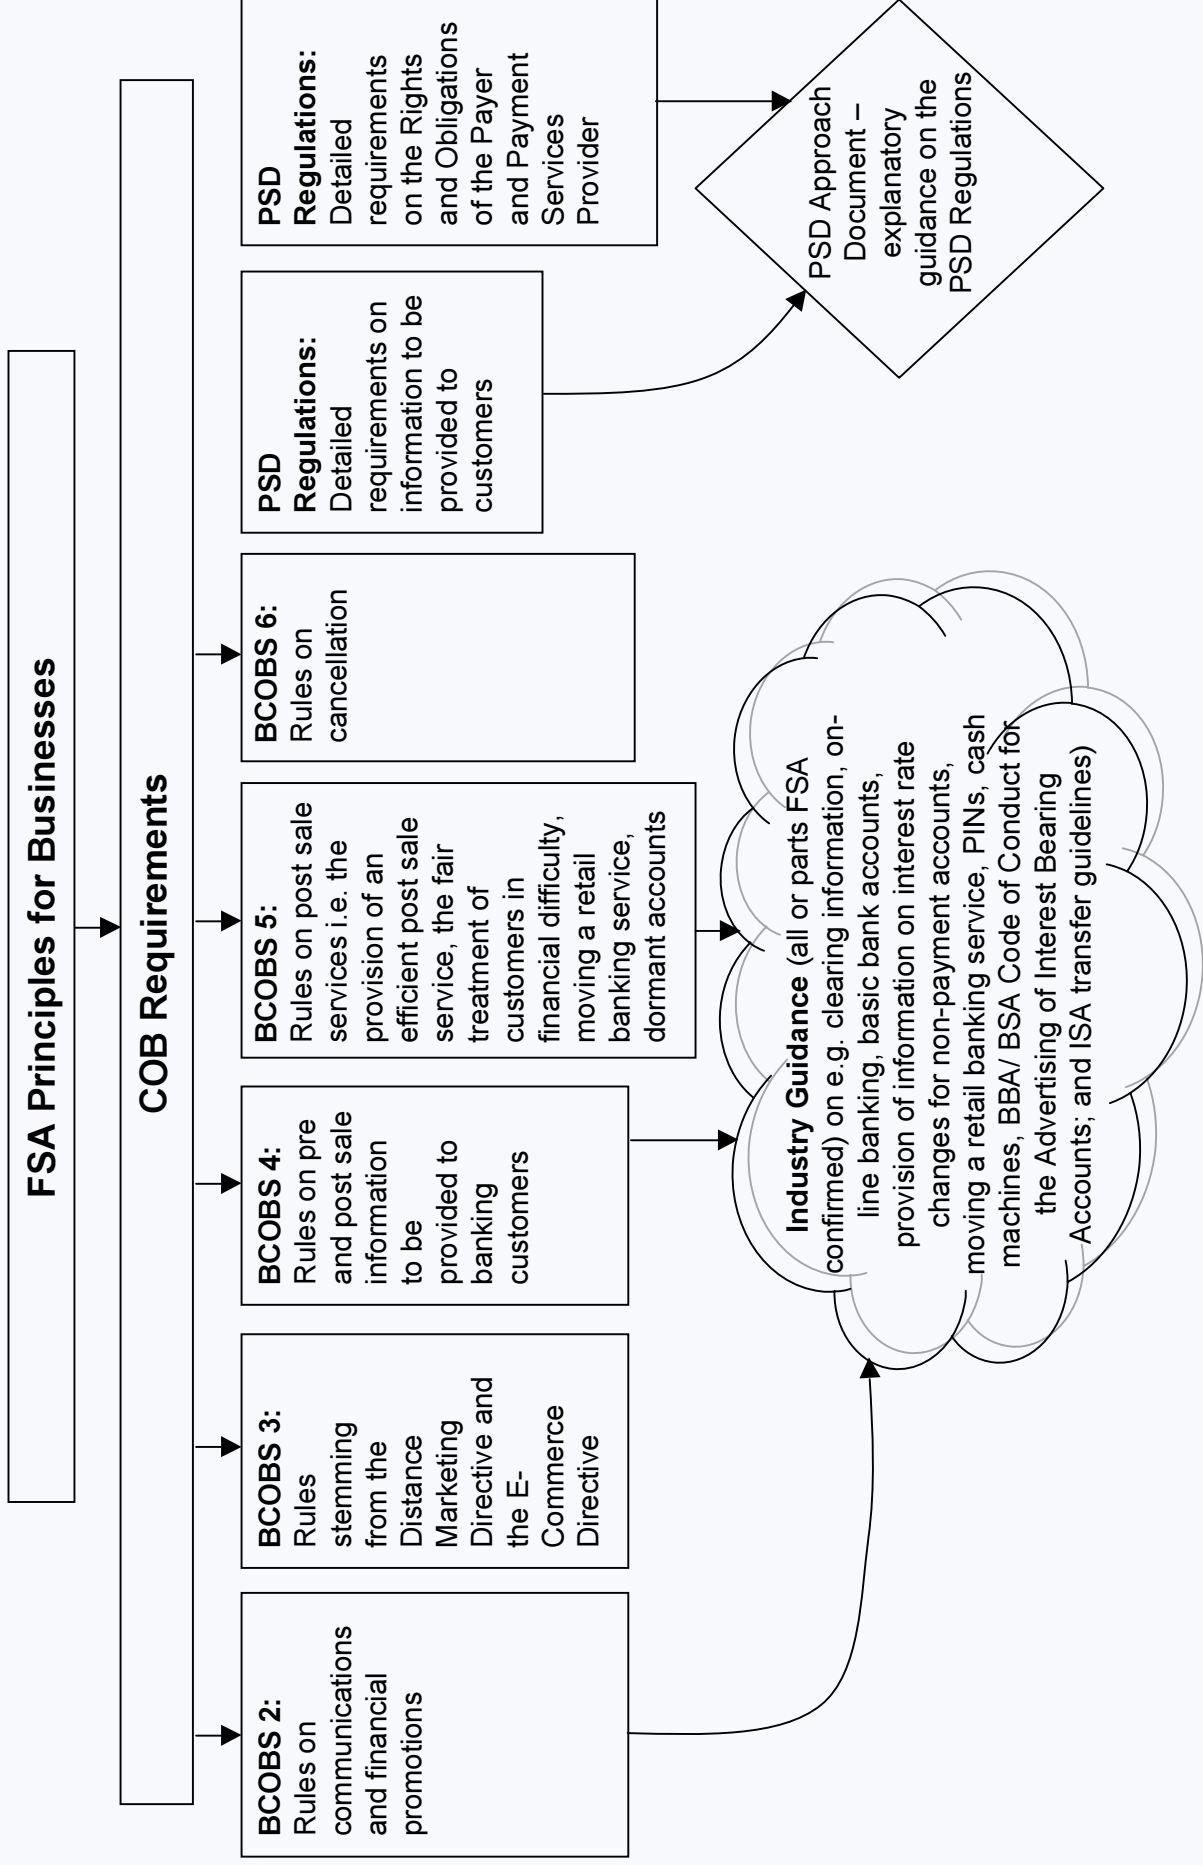 FSA Principles for Businesses
COB Requirements
BCOBS 2:
Rules on
communications
and financial
promotions
BCOBS 3:
Rules
stemming
from the
Distance
Marketing
Directive and
the E-
Commerce
Directive
BCOBS 4:
Rules on pre
and post sale
information
to be
provided to
banking
customers
BCOBS 5:
Rules on post sale
services i.e. the
provision of an
efficient post sale
service, the fair
treatment of
customers in
financial difficulty,
moving a retail
banking service,
dormant accounts
BCOBS 6:
Rules on
cancellation
PSD
Regulations:
Detailed
requirements on
information to be
provided to
customers
PSD
Regulations:
Detailed
requirements
on the Rights
and Obligations
of the Payer
and Payment
Services
Provider
Industry Guidance (all or parts FSA
confirmed) on e.g. clearing information, on-
line banking, basic bank accounts,
provision of information on interest rate
changes for non-payment accounts,
moving a retail banking service, PINs, cash
machines, BBA/ BSA Code of Conduct for
the Advertising of Interest Bearing
Accounts; and ISA transfer guidelines)
PSD Approach
Document –
explanatory
guidance on the
PSD Regulations